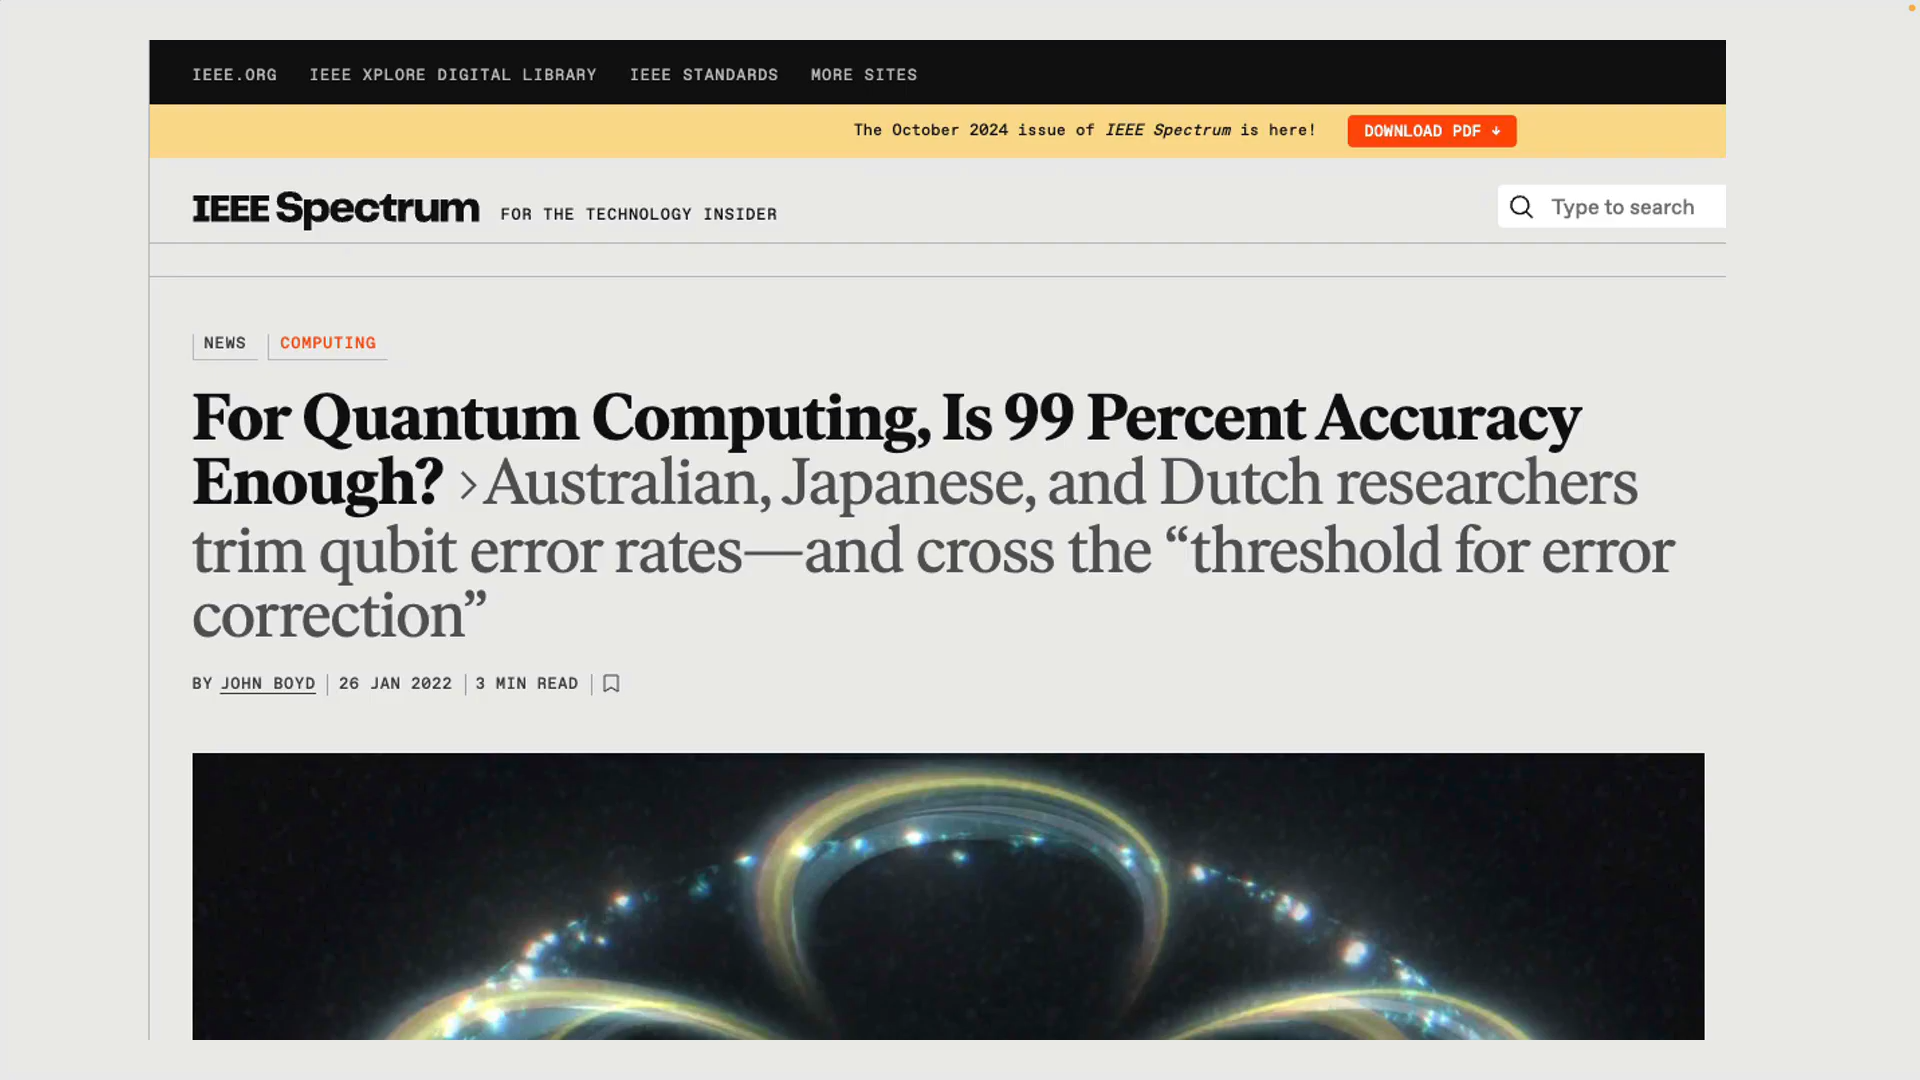 IEEE.ORG IEEE XPLORE DIGITAL LIBRARY IEEE STANDARDS MORE SITES
The October 2024 issue of IEEE Spectrum is here! DOWNLOAD PDF ↓
IEEE Spectrum FOR THE TECHNOLOGY INSIDER Type to search
NEWS COMPUTING
For Quantum Computing, Is 99 Percent Accuracy
Enough? >Australian, Japanese, and Dutch researchers
trim qubit error rates—and cross the “threshold for error
correction”
BY JOHN BOYD 26 JAN 2022 3 MIN READ